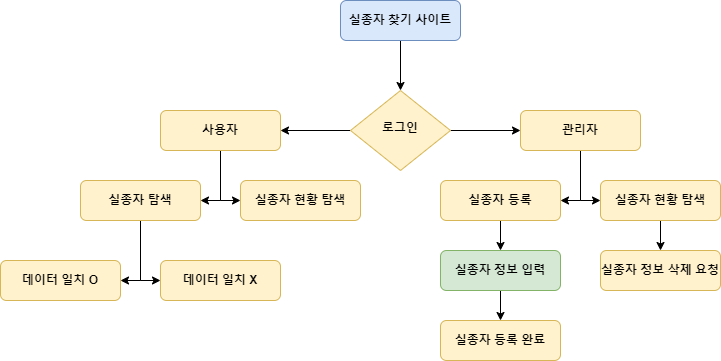 실종자 찾기 사이트
로그인
사용자
관리자
실종자 탐색
실종자 현황 탐색
실종자 등록
실종자 현황 탐색
데이터 일치 O
데이터 일치 X
실종자 정보 입력
실종자 정보 삭제 요청
실종자 등록 완료